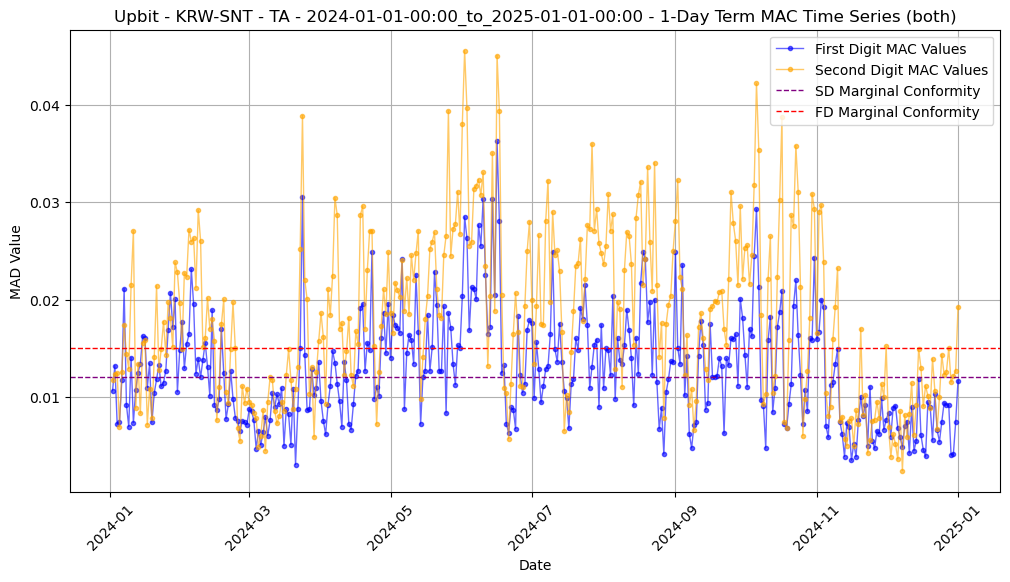 Upbit - KRW-SNT - TA - 2024-01-01-00:00_to_2025-01-01-00:00 - 1-Day Term MAC Time Series (both)
First Digit MAC Values
Second Digit MAC Values
SD Marginal Conformity
FD Marginal Conformity
MAD Value
0.04
0.03
0.02
0.01
2024-01
2024-03
2024-05
2024-07
2024-09
2024-11
2025-01
Date